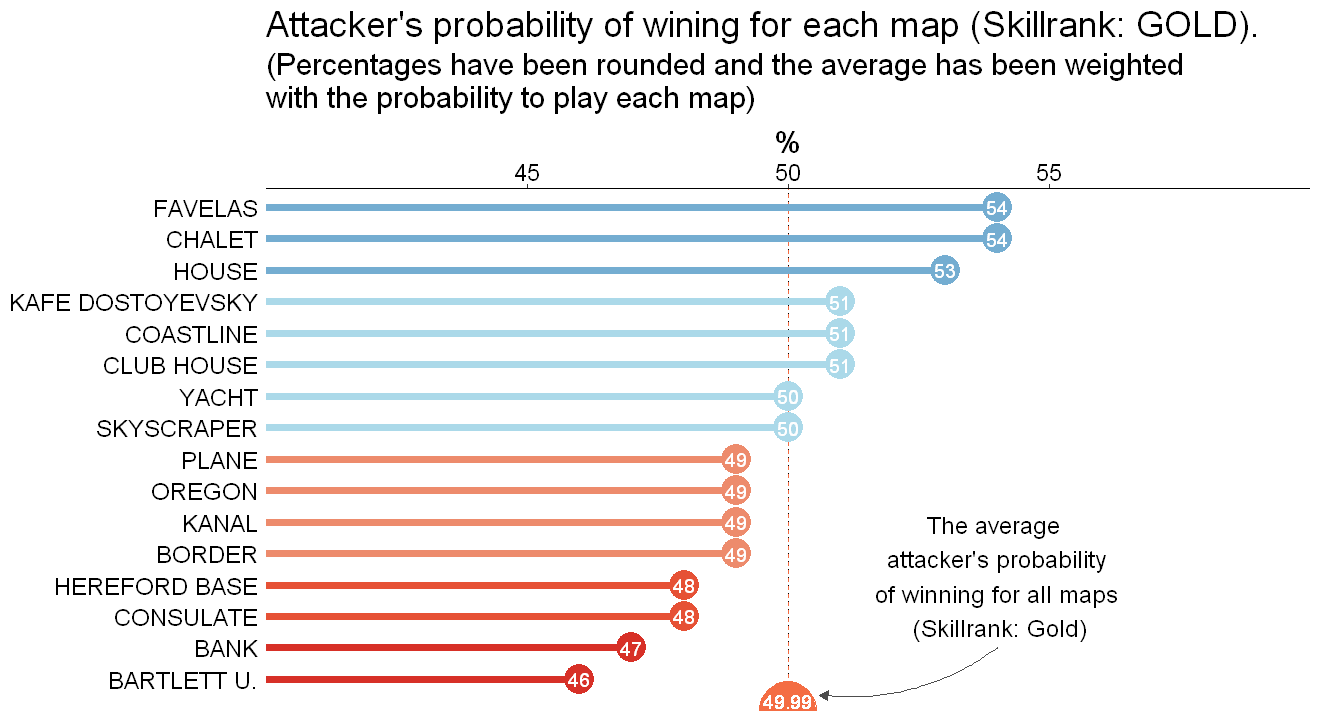 Attacker's probability of wining for each map (Skillrank: GOLD).
(Percentages have been rounded and the average has been weighted
with the probability to play each map)
%
45 50 55
FAVELAS 54
CHALET 54
HOUSE 53
KAFE DOSTOYEVSKY 51
COASTLINE 51
CLUB HOUSE 51
YACHT 50
SKYSCRAPER 50
PLANE 49
OREGON 49
KANAL 49
BORDER 49
HEREFORD BASE 48
CONSULATE 48
BANK 47
BARTLETT U. 46
The average
attacker's probability
of winning for all maps
(Skillrank: Gold)
49.99